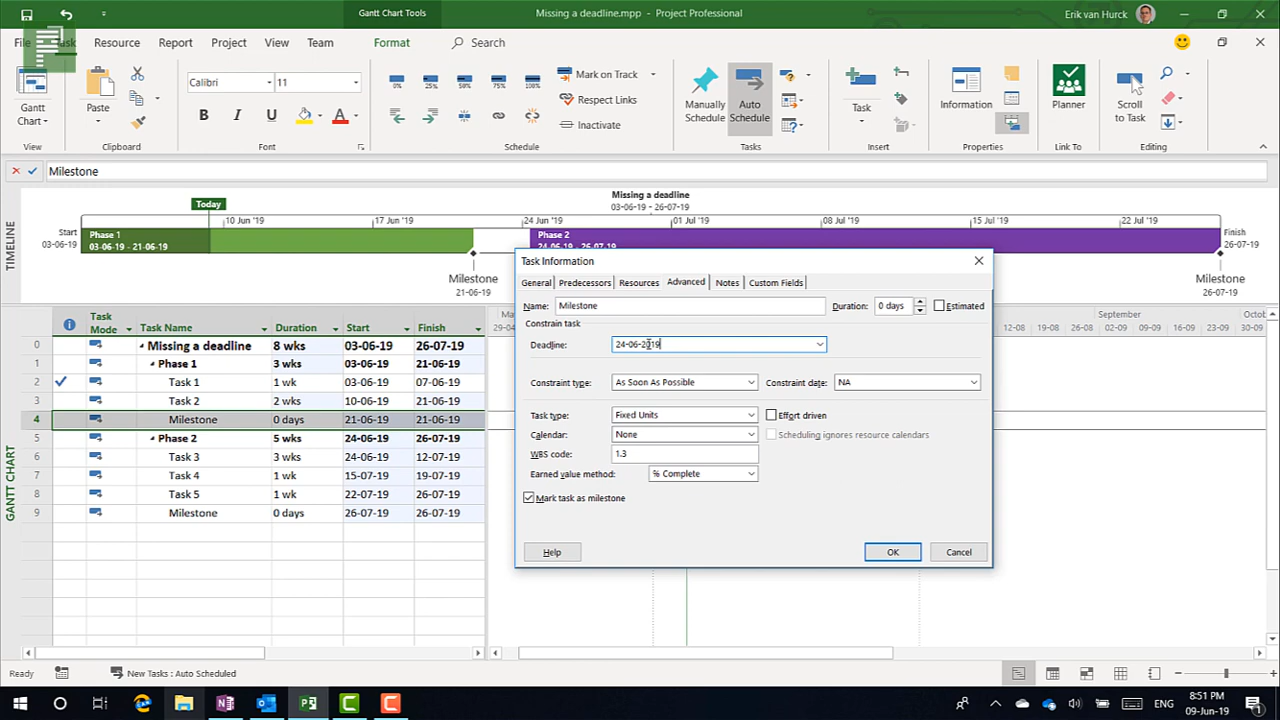 Gantt Chart Tools
Missing a deadline.mpp - Project Professional
Erik van Hurck
File Task Resource Report Project View Team Format Search
Gantt Chart
View
Paste
Clipboard
Calibri 11
B I U A
Font
0% 25% 50% 75% 100%
Mark on Track
Respect Links
Inactivate
Schedule
Manually Schedule
Auto Schedule
Tasks
Task
Insert
Information
Properties
Planner
Link To
Scroll to Task
Editing
Milestone
TIMELINE
Today
Missing a deadline
03-06-19 - 26-07-19
10 Jun '19 17 Jun '19 24 Jun '19 01 Jul '19 08 Jul '19 15 Jul '19 22 Jul '19
Start
03-06-19
Phase 1
03-06-19 - 21-06-19
Phase 2
24-06-19 - 26-07-19
Finish
26-07-19
Milestone
21-06-19
Milestone
26-07-19
GANTT CHART
Task Mode Task Name Duration Start Finish
0 Missing a deadline 8 wks 03-06-19 26-07-19
1 Phase 1 3 wks 03-06-19 21-06-19
2 Task 1 1 wk 03-06-19 07-06-19
3 Task 2 2 wks 10-06-19 21-06-19
4 Milestone 0 days 21-06-19 21-06-19
5 Phase 2 5 wks 24-06-19 26-07-19
6 Task 3 3 wks 24-06-19 12-07-19
7 Task 4 1 wk 15-07-19 19-07-19
8 Task 5 1 wk 22-07-19 26-07-19
9 Milestone 0 days 26-07-19 26-07-19
September
12-08 19-08 26-08 02-09 09-09 16-09 23-09 30-09
Task Information
General Predecessors Resources Advanced Notes Custom Fields
Name: Milestone Duration: 0 days Estimated
Constrain task
Deadline: 24-06-2019
Constraint type: As Soon As Possible Constraint date: NA
Task type: Fixed Units Effort driven
Calendar: None Scheduling ignores resource calendars
WBS code: 1.3
Earned value method: % Complete
Mark task as milestone
Help OK Cancel
Ready New Tasks : Auto Scheduled
ENG
8:51 PM
09-Jun-19
1